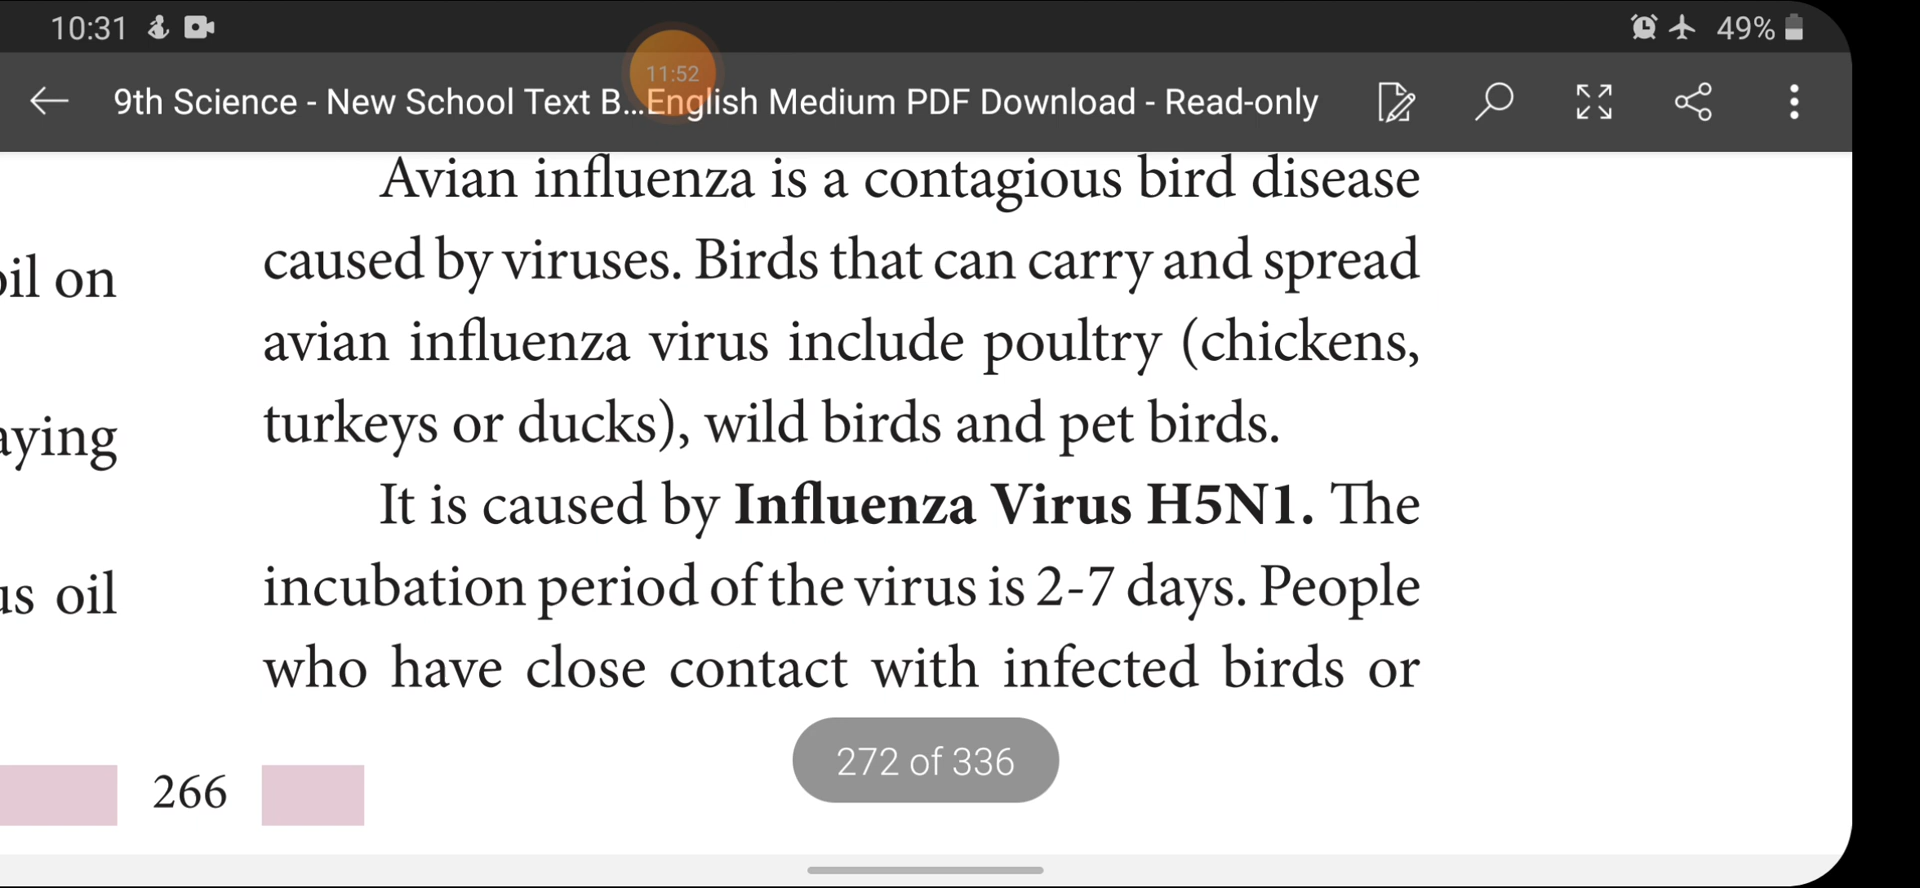 10:31
49%
11:52
9th Science - New School Text B...English Medium PDF Download - Read-only
oil on
aying
us oil
Avian influenza is a contagious bird disease
caused by viruses. Birds that can carry and spread
avian influenza virus include poultry (chickens,
turkeys or ducks), wild birds and pet birds.
It is caused by Influenza Virus H5N1. The
incubation period of the virus is 2-7 days. People
who have close contact with infected birds or
272 of 336
266